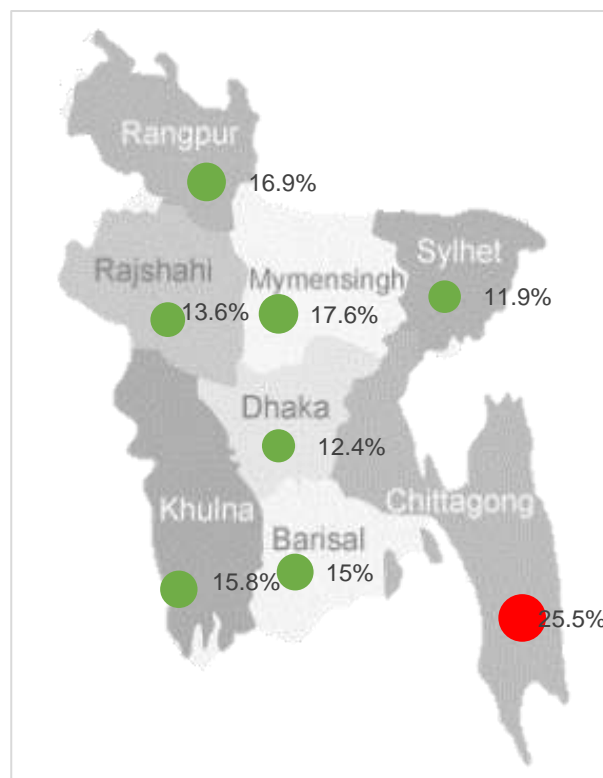 Rangpur
16.9%
Sylhet
Rajshahi
Mymensingh
11.9%
13.6%
17.6%
Dhaka
12.4%
Chittagong
Khulna
Barisal
15.8%
15%
25.5%